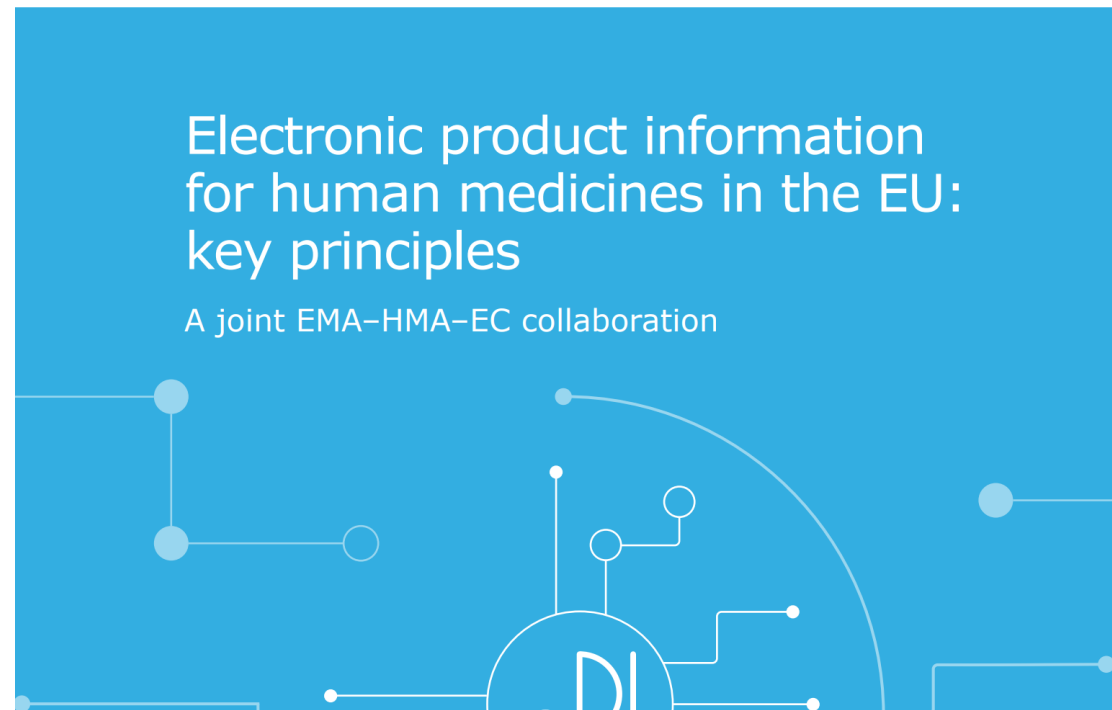 Electronic product information
for human medicines in the EU:
key principles
A joint EMA–HMA–EC collaboration